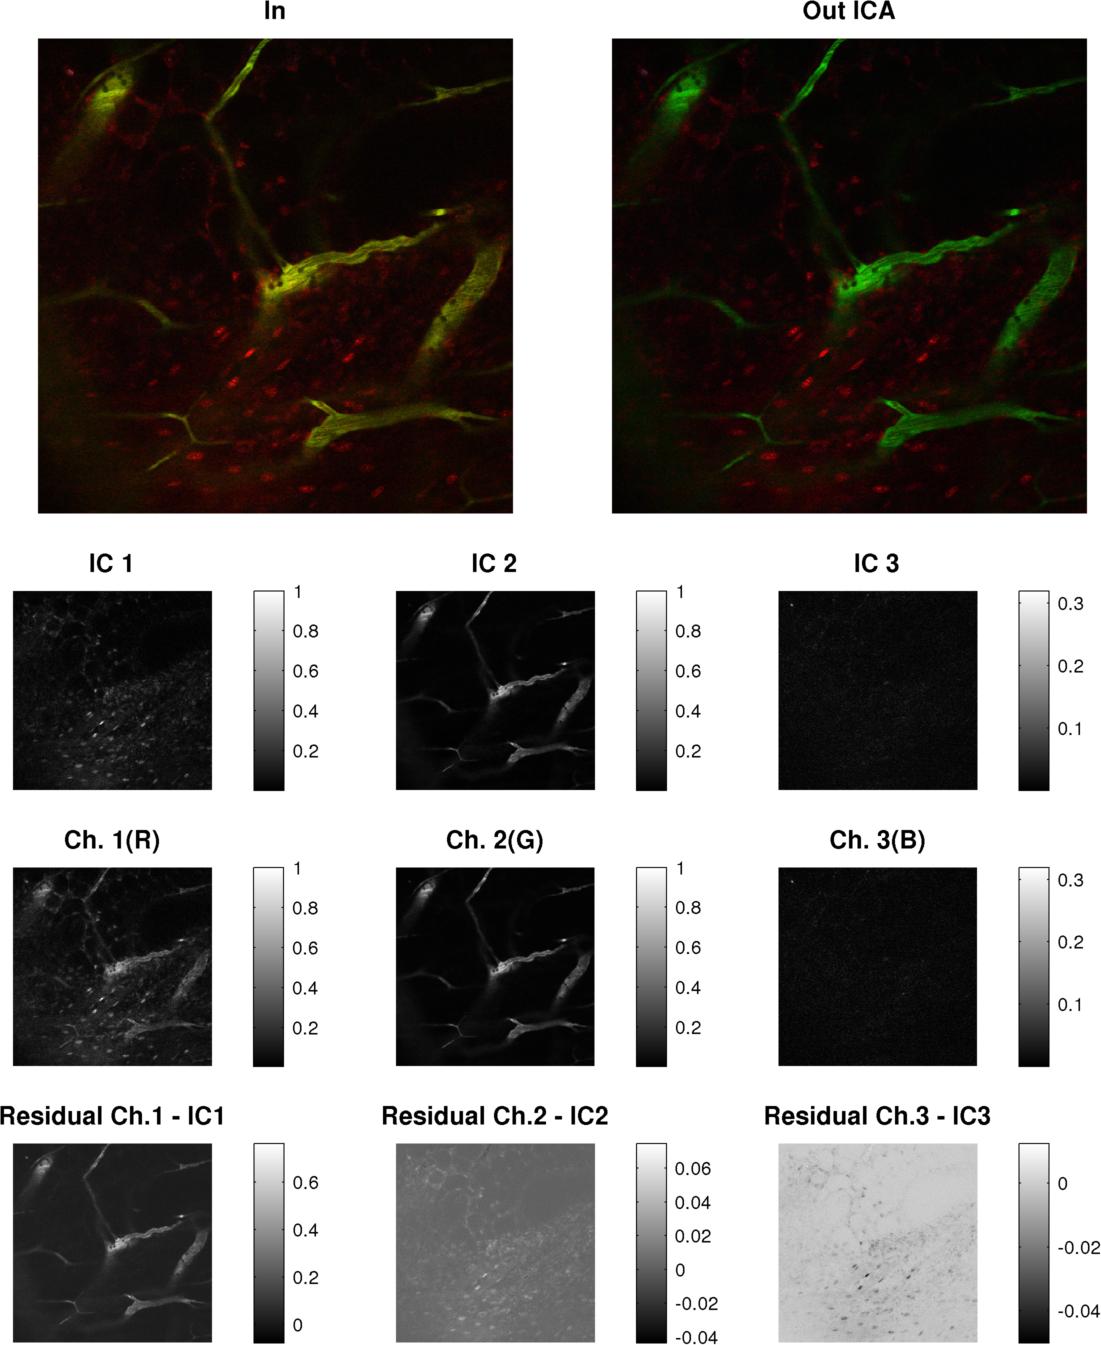 In Out ICA
IC 1 IC 2 IC 3
1 1 0.3
0.8 0.8
0.6 0.6 0.2
0.4 0.4
0.2 0.2 0.1
Ch. 1(R) Ch. 2(G) Ch. 3(B)
1 1 0.3
0.8 0.8
0.6 0.6 0.2
0.4 0.4
0.2 0.2 0.1
Residual Ch.1 - IC1 Residual Ch.2 - IC2 Residual Ch.3 - IC3
0.6 0.06 0
0.4 0.04
0.2 0.02 -0.02
0 0
-0.02 -0.04
-0.04